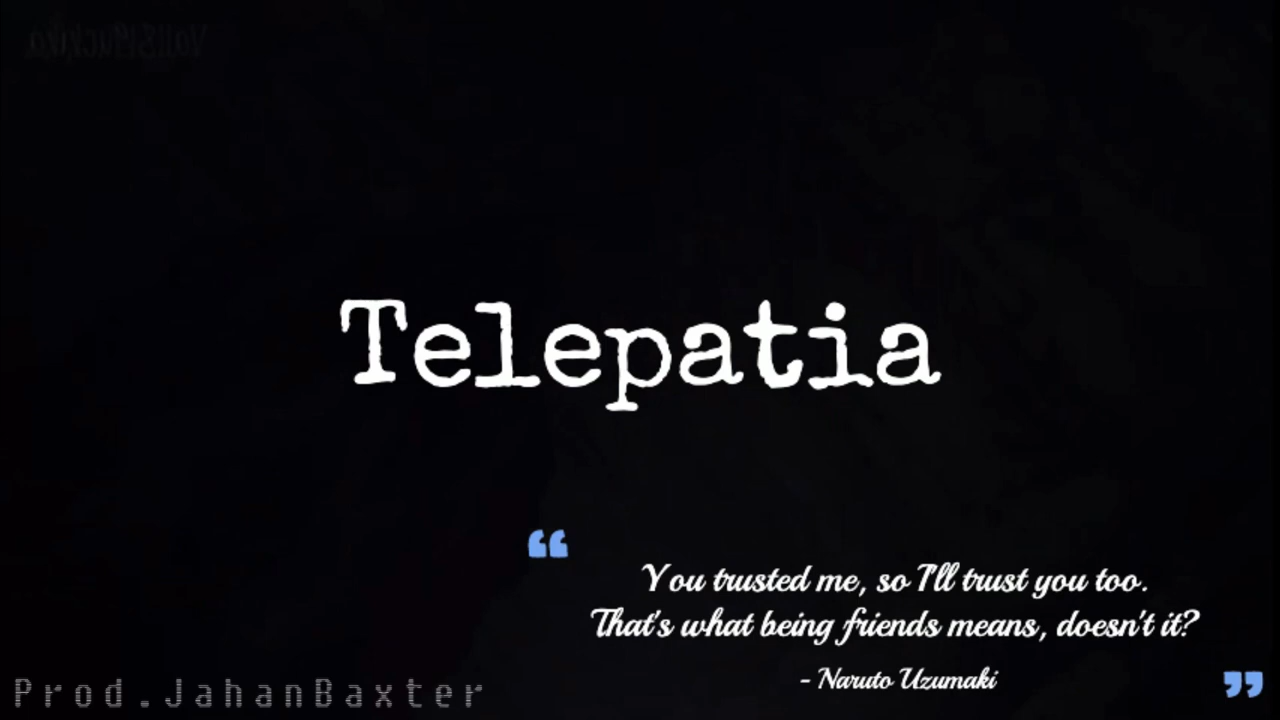 Telepatia
“
You trusted me, so I'll trust you too.
That's what being friends means, doesn't it?
- Naruto Uzumaki
”
Prod.JahanBaxter